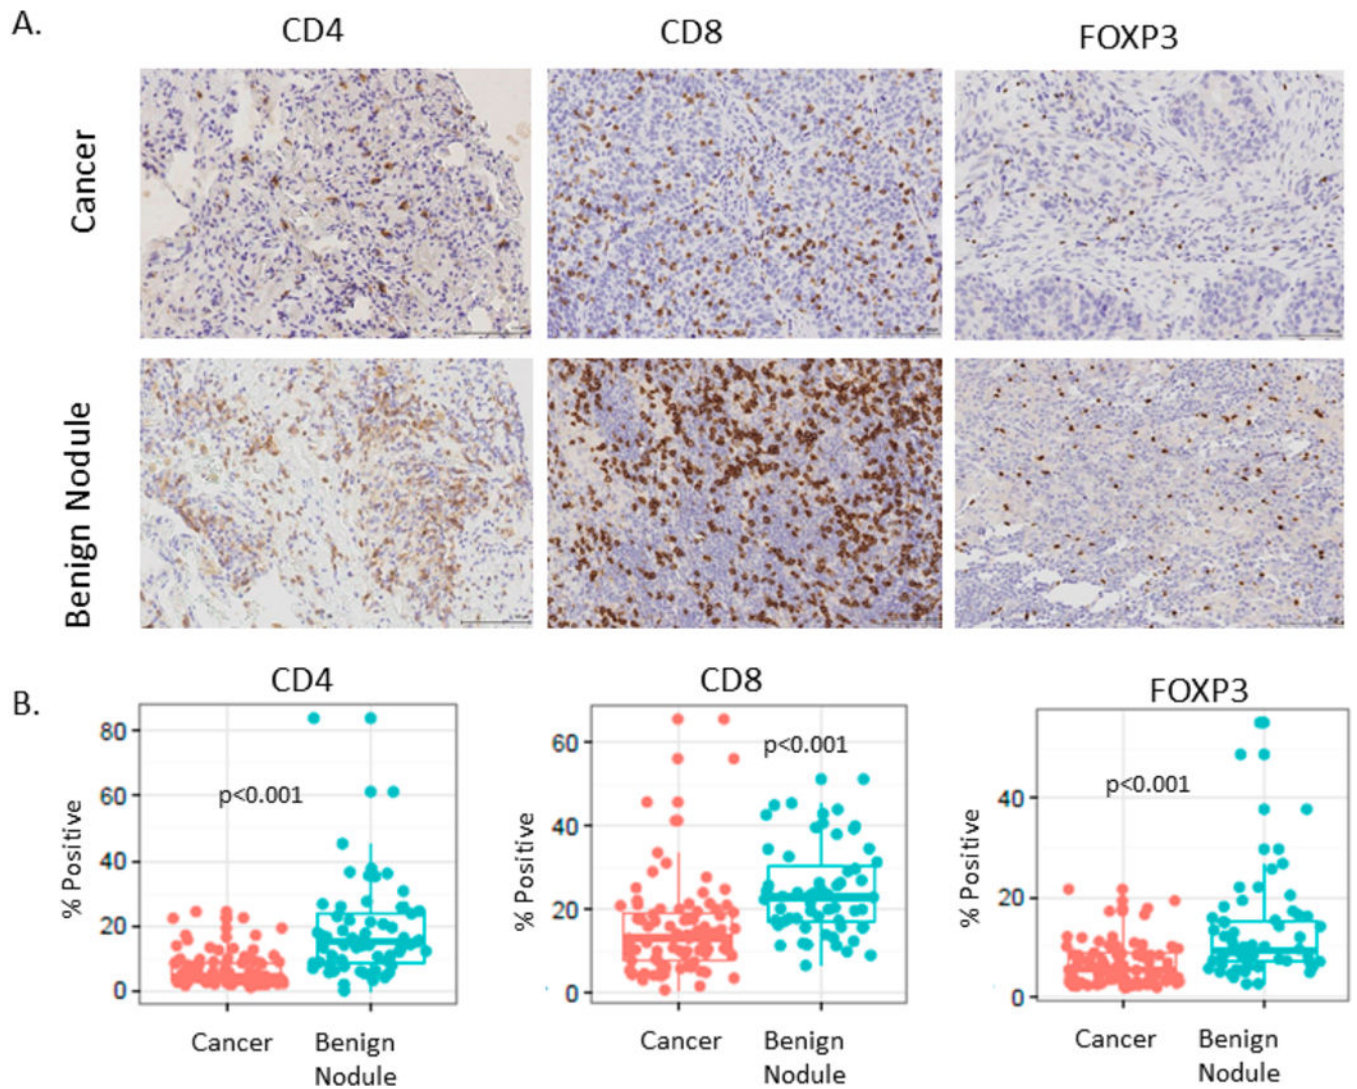 A.
CD4
CD8
FOXP3
Cancer
Benign Nodule
B.
CD4
CD8
FOXP3
% Positive
80
60
40
20
0
p<0.001
Cancer
Benign
Nodule
% Positive
60
40
20
0
p<0.001
Cancer
Benign
Nodule
% Positive
40
20
0
p<0.001
Cancer
Benign
Nodule